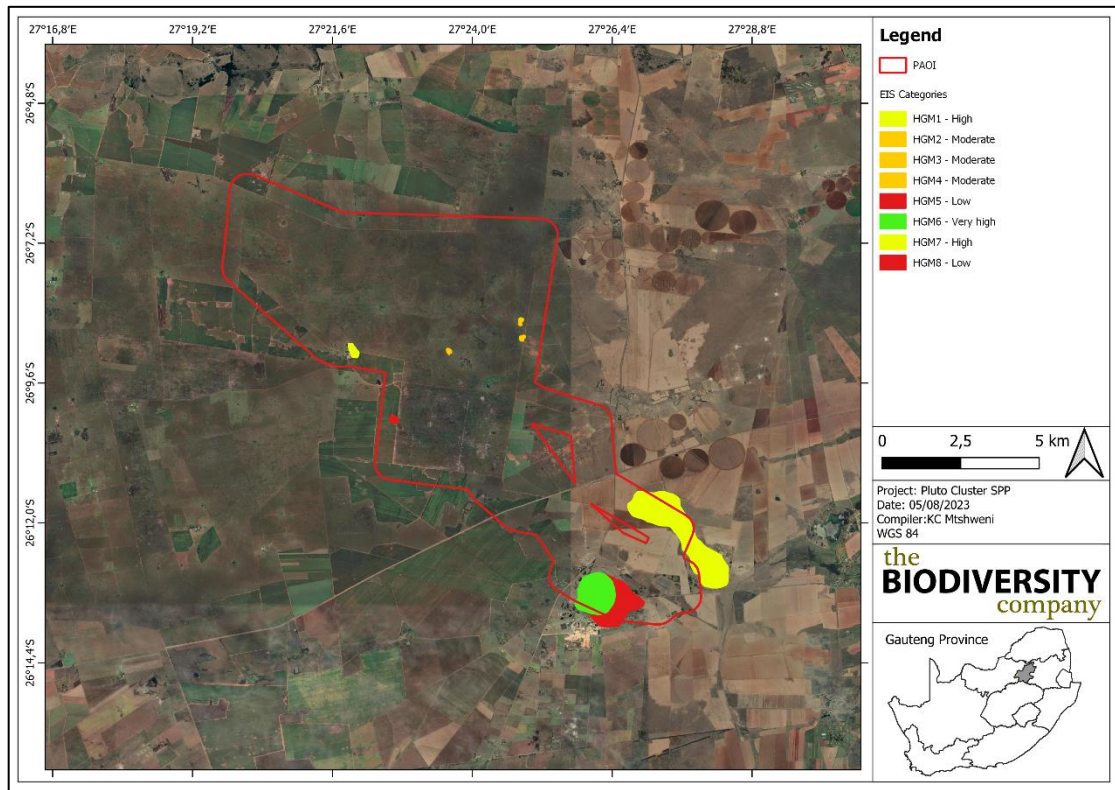 27°16,8'E
27°19,2'E
27°21,6'E
27°24,0'E
27°26,4'E
27°28,8'E
26°4,8'S
26°7,2'S
26°9,6'S
26°12,0'S
26°14,4'S
Legend
PAOI
EIS Categories
HGM1 - High
HGM2 - Moderate
HGM3 - Moderate
HGM4 - Moderate
HGM5 - Low
HGM6 - Very high
HGM7 - High
HGM8 - Low
0 2,5 5 km
Project: Pluto Cluster SPP
Date: 05/08/2023
Compiler:KC Mtshweni
WGS 84
the
BIODIVERSITY
company
Gauteng Province